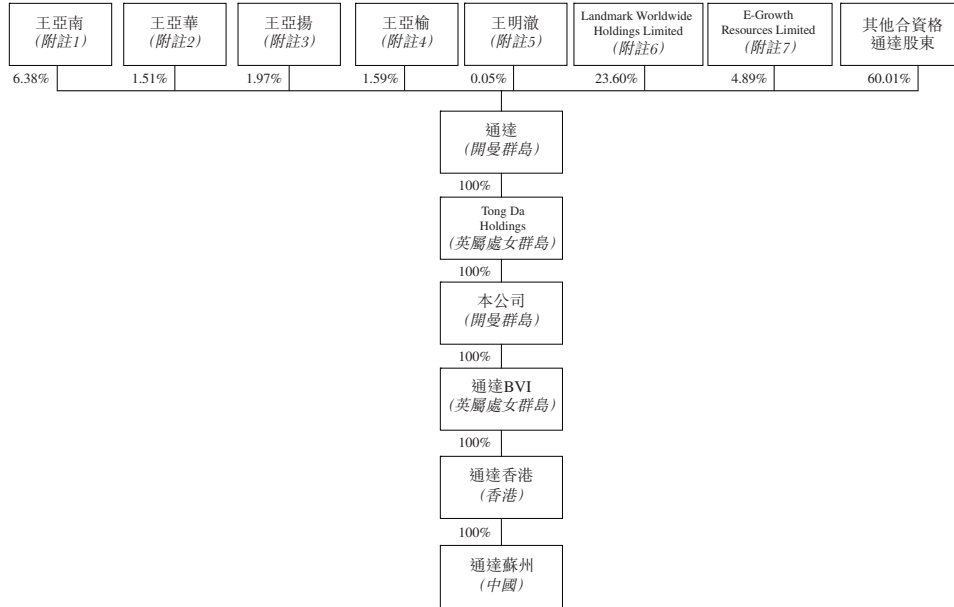 王亞南
(附註1)
王亞華
(附註2)
王亞揚
(附註3)
王亞榆
(附註4)
王明澈
(附註5)
Landmark Worldwide
Holdings Limited
(附註6)
E-Growth
Resources Limited
(附註7)
其他合資格
通達股東
6.38%
1.51%
1.97%
1.59%
0.05%
23.60%
4.89%
60.01%
通達
(開曼群島)
100%
Tong Da
Holdings
(英屬處女群島)
100%
本公司
(開曼群島)
100%
通達BVI
(英屬處女群島)
100%
通達香港
(香港)
100%
通達蘇州
(中國)